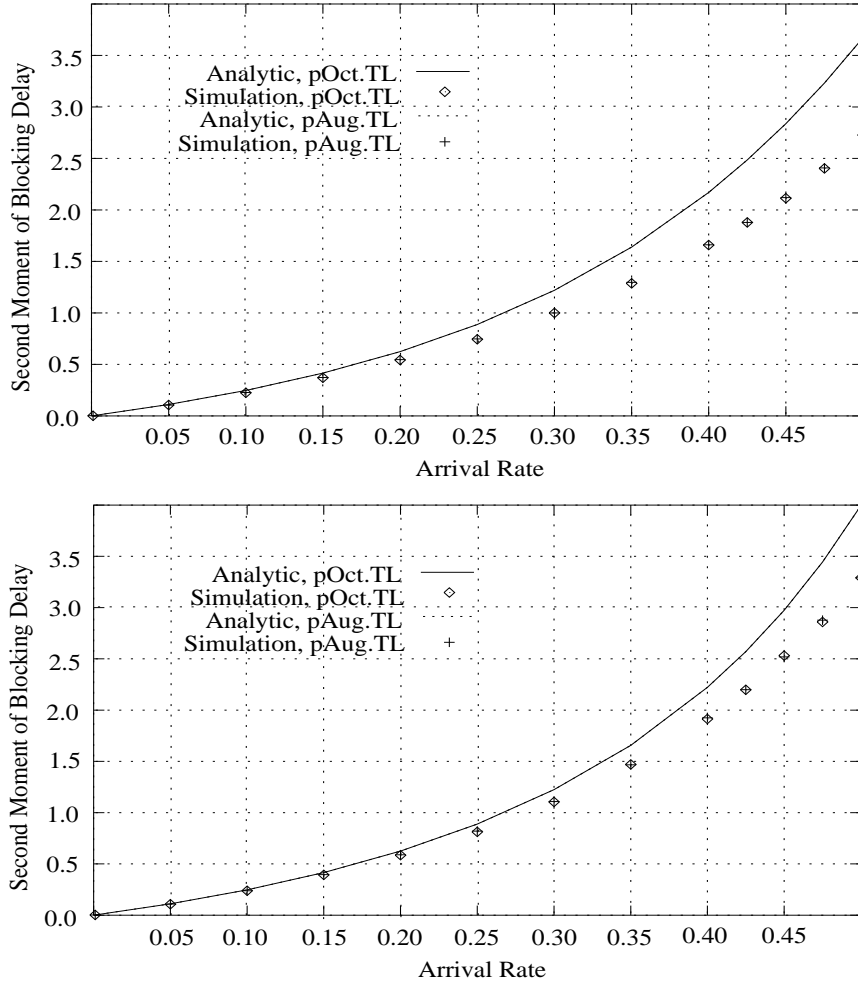 3.5
3.0
2.5
2.0
1.5
1.0
0.5
0.0
Second Moment of Blocking Delay
Analytic, pOct.TL
Simulation, pOct.TL
Analytic, pAug.TL
Simulation, pAug.TL
0.05 0.10 0.15 0.20 0.25 0.30 0.35 0.40 0.45
Arrival Rate
3.5
3.0
2.5
2.0
1.5
1.0
0.5
0.0
Second Moment of Blocking Delay
Analytic, pOct.TL
Simulation, pOct.TL
Analytic, pAug.TL
Simulation, pAug.TL
0.05 0.10 0.15 0.20 0.25 0.30 0.35 0.40 0.45
Arrival Rate